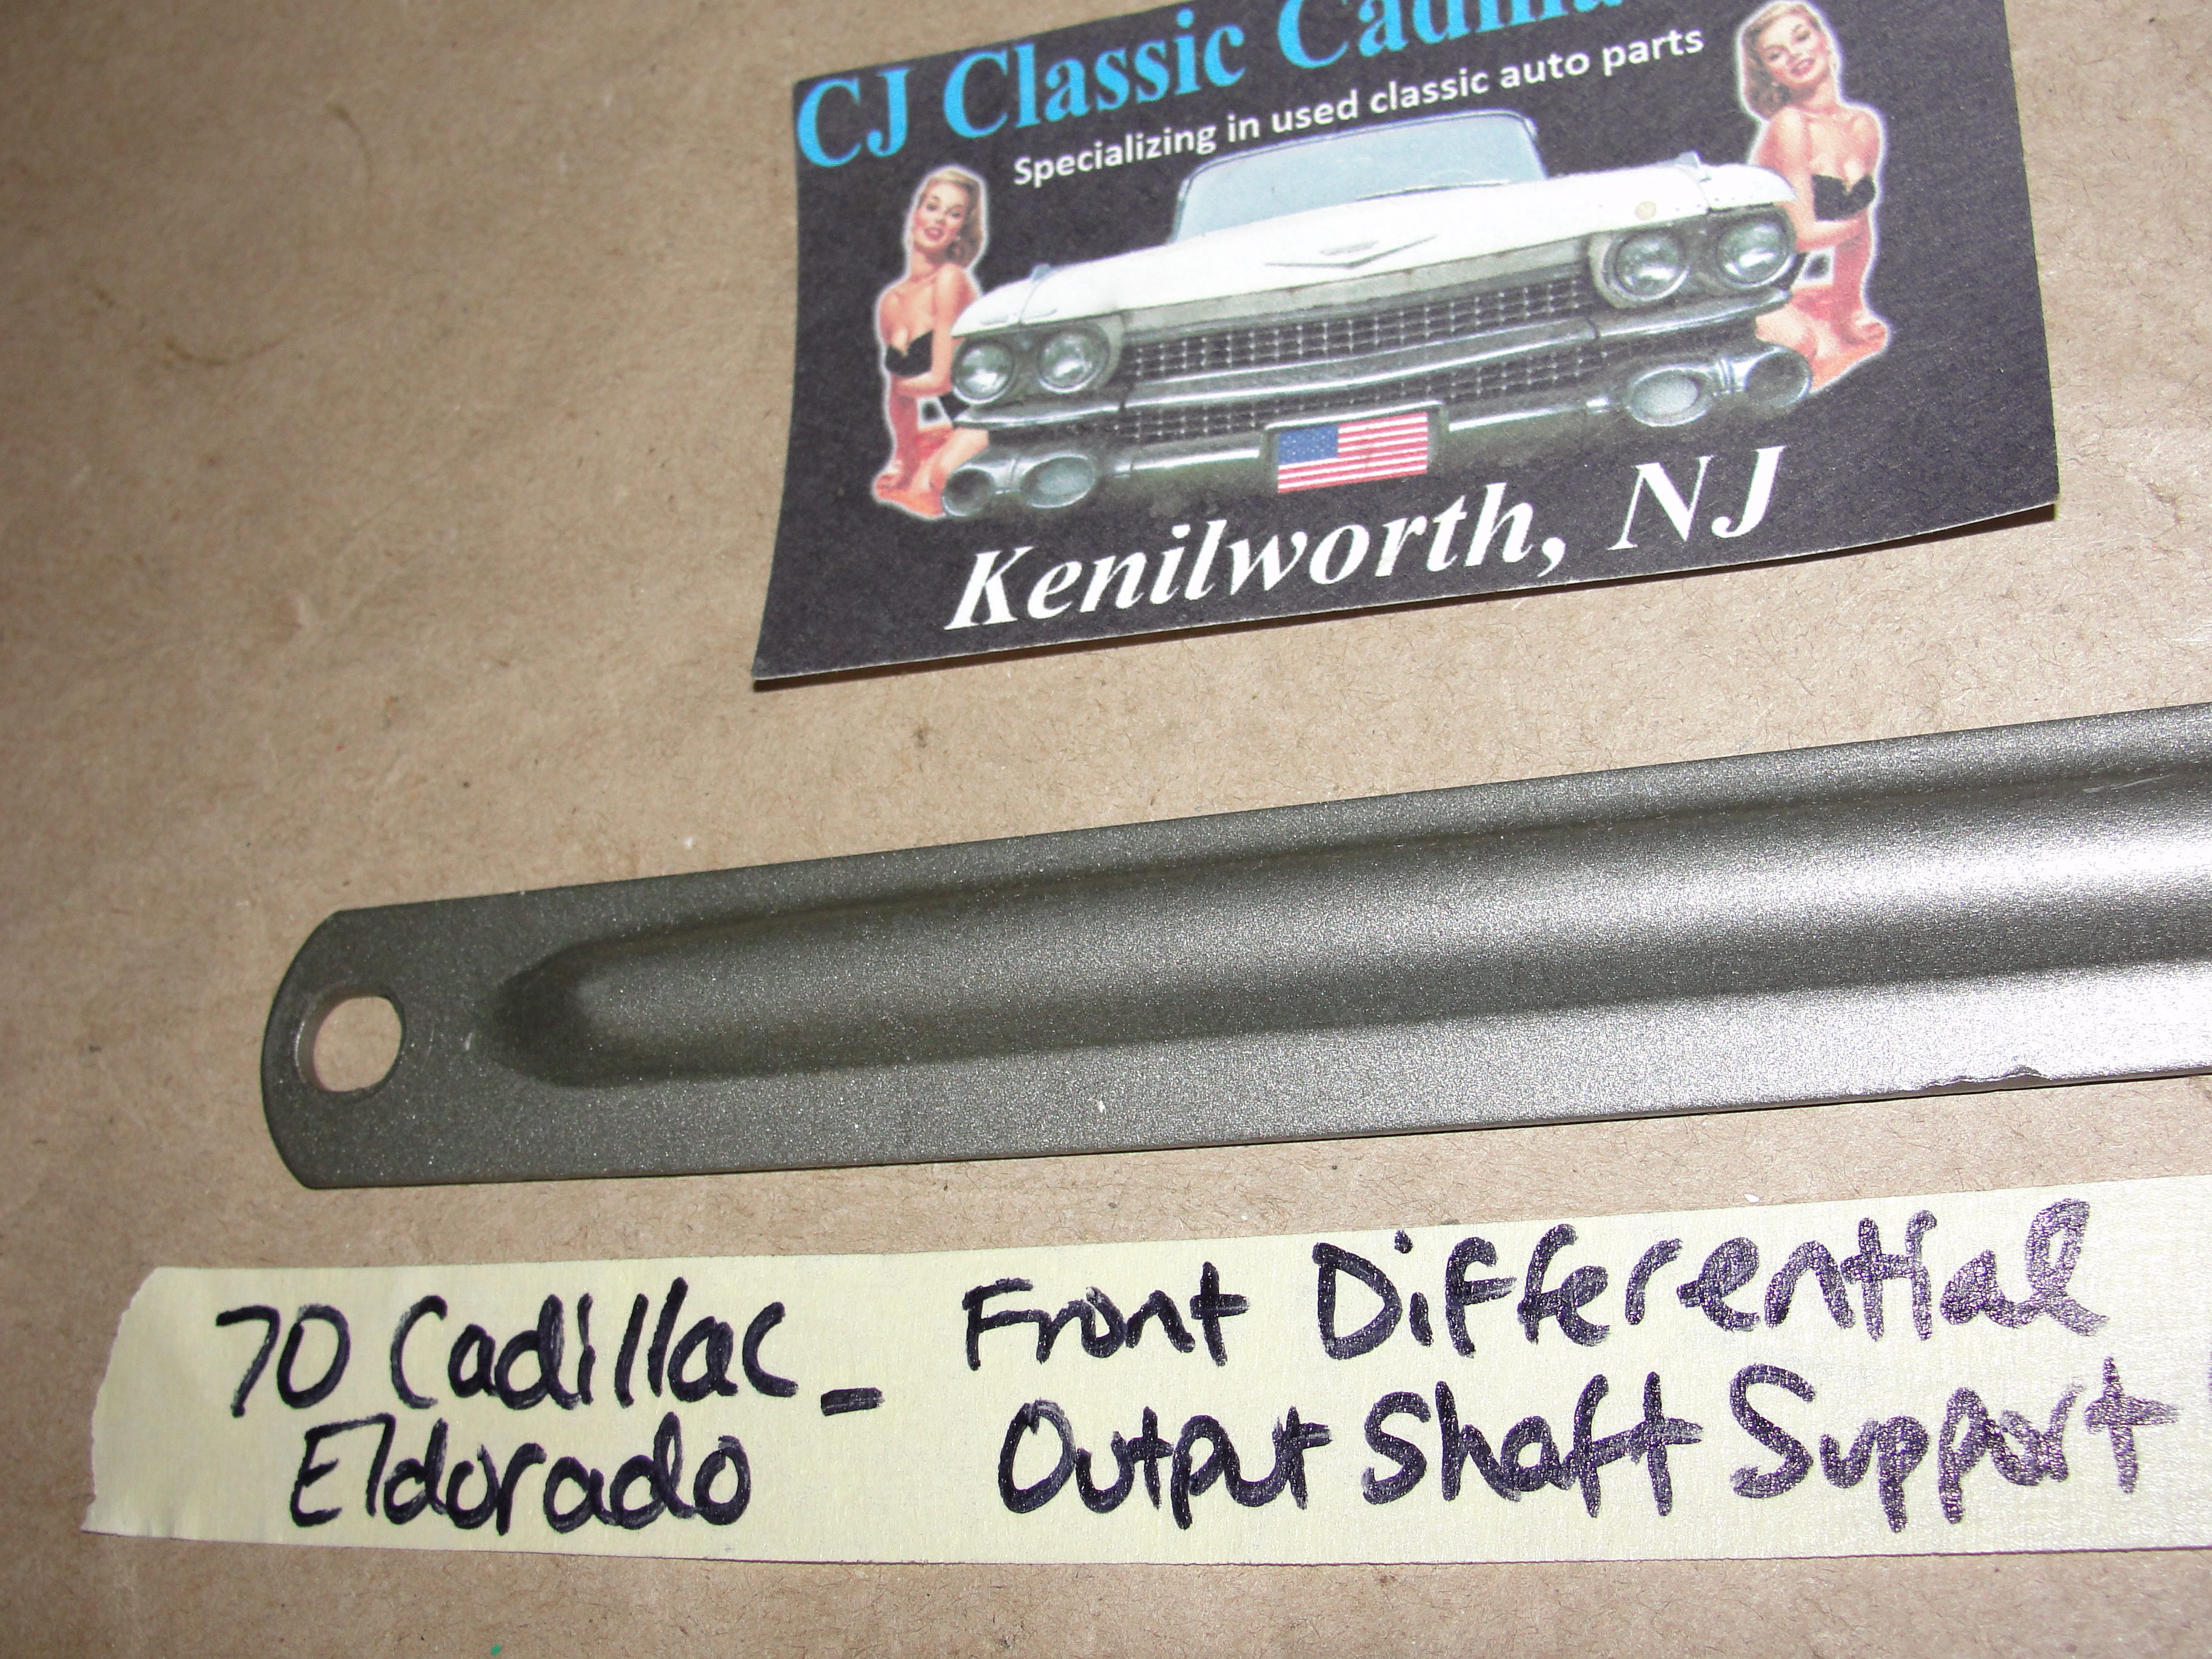 CJ Classic
Specializing in used classic auto parts
Kenilworth, NJ
70 Cadillac - Front Differential
Eldorado Output Shaft Support